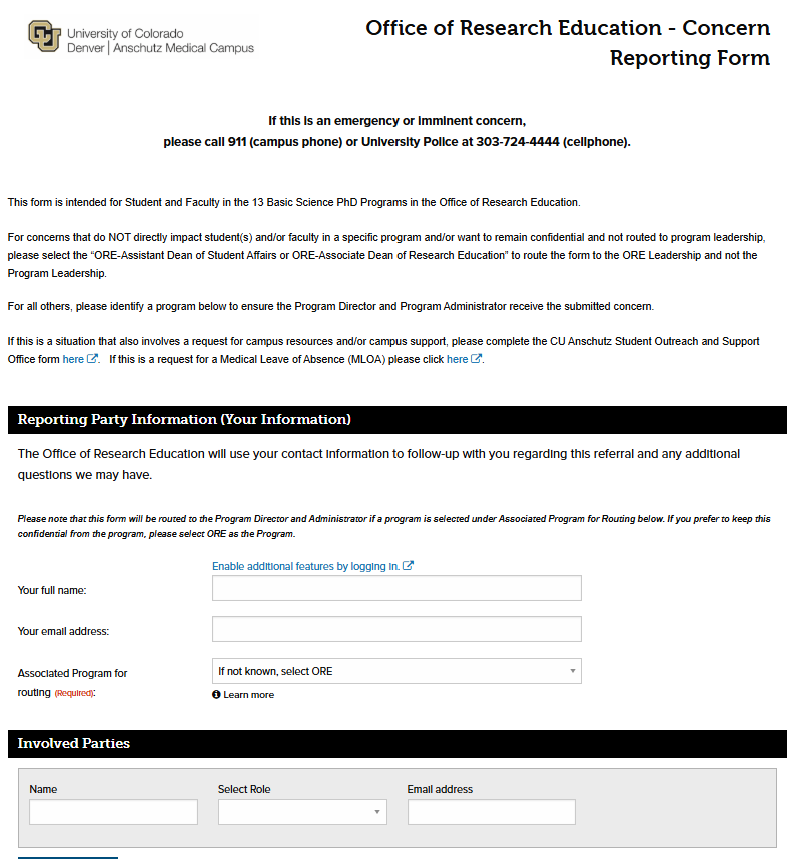 University of Colorado
Denver | Anschutz Medical Campus
Office of Research Education - Concern
Reporting Form
If this is an emergency or imminent concern,
please call 911 (campus phone) or University Police at 303-724-4444 (cellphone).
This form is intended for Student and Faculty in the 13 Basic Science PhD Programs in the Office of Research Education.
For concerns that do NOT directly impact student(s) and/or faculty in a specific program and/or want to remain confidential and not routed to program leadership,
please select the “ORE-Assistant Dean of Student Affairs or ORE-Associate Dean of Research Education” to route the form to the ORE Leadership and not the
Program Leadership.
For all others, please identify a program below to ensure the Program Director and Program Administrator receive the submitted concern.
If this is a situation that also involves a request for campus resources and/or campus support, please complete the CU Anschutz Student Outreach and Support
Office form here. If this is a request for a Medical Leave of Absence (MLOA) please click here.
Reporting Party Information (Your Information)
The Office of Research Education will use your contact information to follow-up with you regarding this referral and any additional
questions we may have.
Please note that this form will be routed to the Program Director and Administrator if a program is selected under Associated Program for Routing below. If you prefer to keep this
confidential from the program, please select ORE as the Program.
Enable additional features by logging in.
Your full name:
Your email address:
Associated Program for
routing (Required):
If not known, select ORE
Learn more
Involved Parties
Name
Select Role
Email address